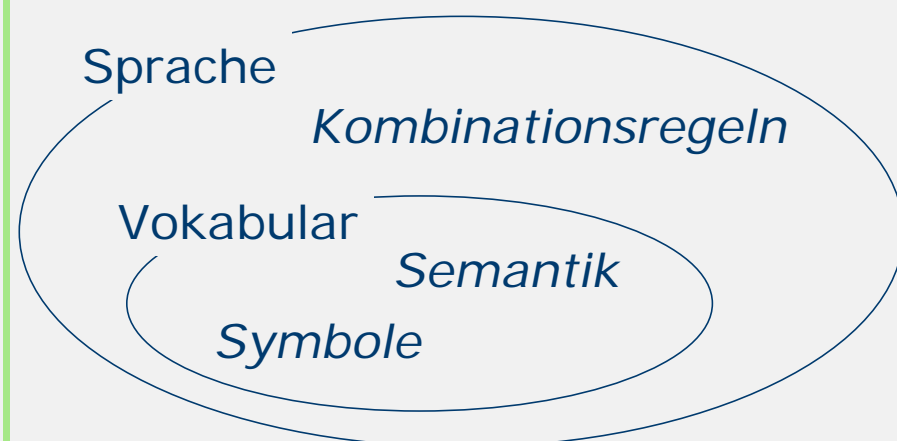 Sprache
Kombinationsregeln
Vokabular
Semantik
Symbole